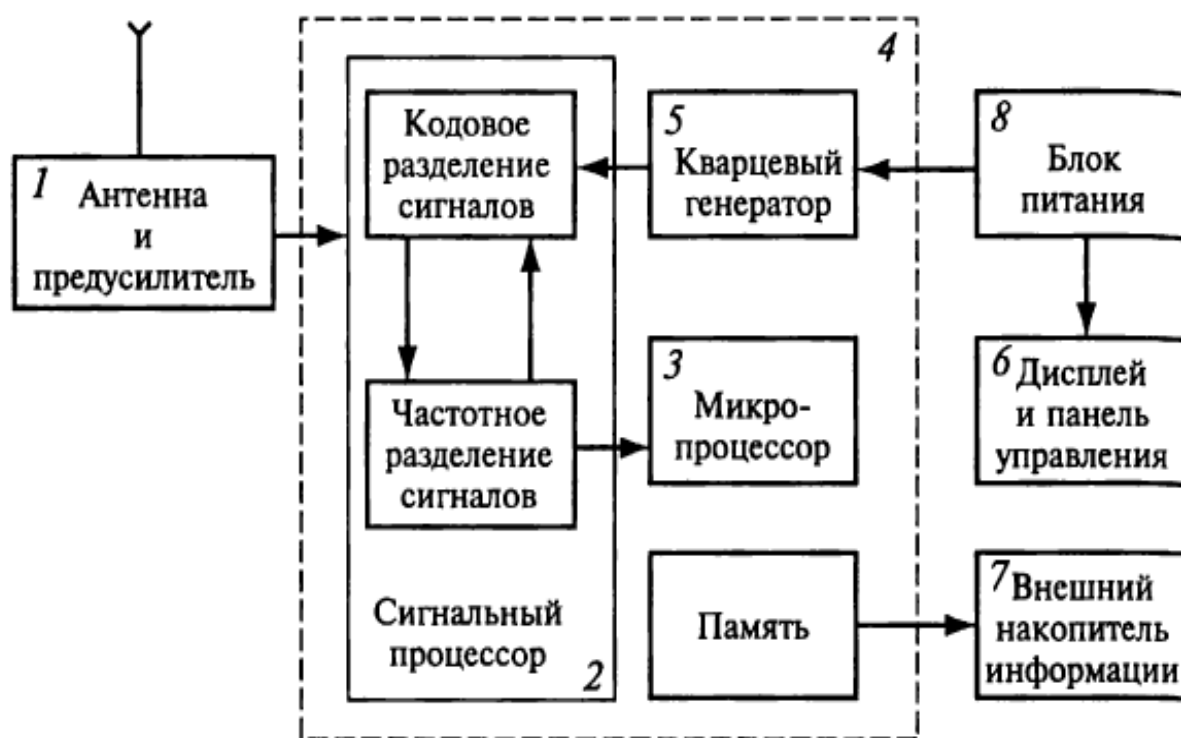 4
1
Антенна
и
предусилитель
Кодовое
разделение
сигналов
5
Кварцевый
генератор
8
Блок
питания
Частотное
разделение
сигналов
3
Микро-
процессор
6
Дисплей
и панель
управления
Сигнальный
процессор
2
Память
7
Внешний
накопитель
информации